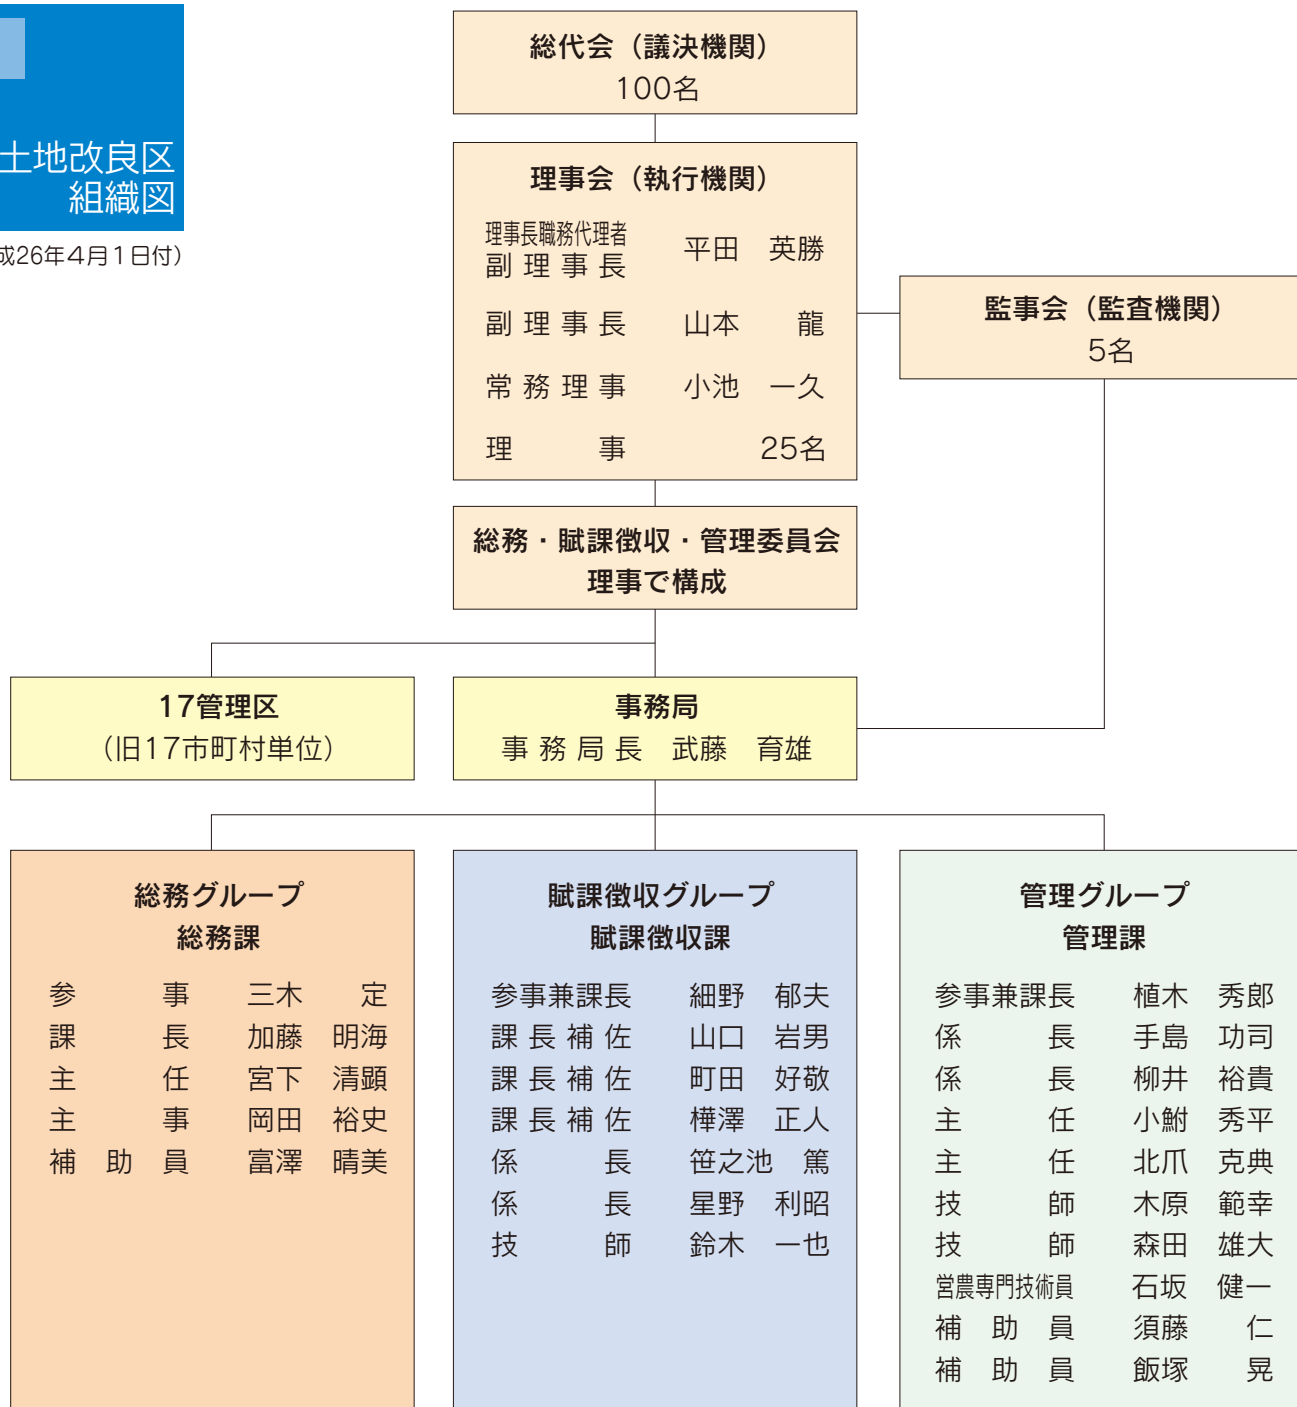 土地改良区
組織図
成26年4月1日付）
総代会（議決機関）
100名
理事会（執行機関）
理事長職務代理者
副理事長 平田 英勝
副理事長 山本 龍
常務理事 小池 一久
理事 25名
監事会（監査機関）
5名
総務・賦課徴収・管理委員会
理事で構成
17管理区
（旧17市町村単位）
事務局
事務局長 武藤 育雄
総務グループ
総務課
参事 三木 定
課長 加藤 明海
主任 宮下 清顕
主事 岡田 裕史
補助員 富澤 晴美
賦課徴収グループ
賦課徴収課
参事兼課長 細野 郁夫
課長補佐 山口 岩男
課長補佐 町田 好敬
課長補佐 樺澤 正人
係長 笹之池 篤
係長 星野 利昭
技師 鈴木 一也
管理グループ
管理課
参事兼課長 植木 秀郎
係長 手島 功司
係長 柳井 裕貴
主任 小鮒 秀平
主任 北爪 克典
技師 木原 範幸
技師 森田 雄大
営農専門技術員 石坂 健一
補助員 須藤 仁
補助員 飯塚 晃